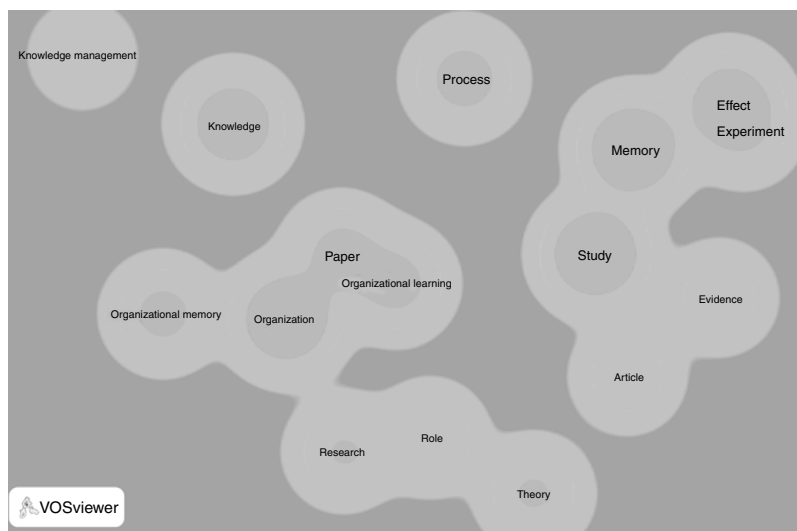 Knowledge management
Process
Effect
Knowledge
Experiment
Memory
Paper
Study
Organizational learning
Evidence
Organizational memory
Organization
Article
Role
Research
Theory
VOSviewer